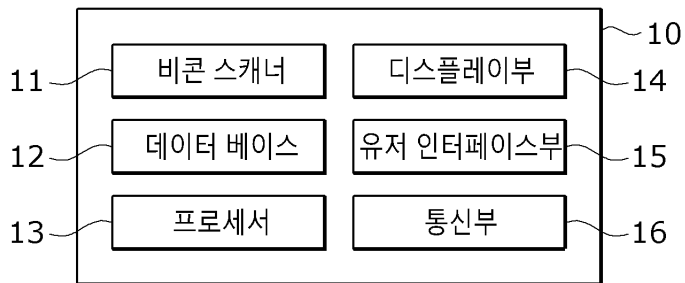 10
11 비콘 스캐너 디스플레이부 14
12 데이터 베이스 유저 인터페이스부 15
13 프로세서 통신부 16